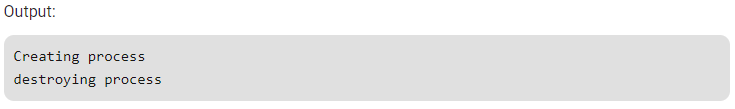 Output:
Creating process
destroying process